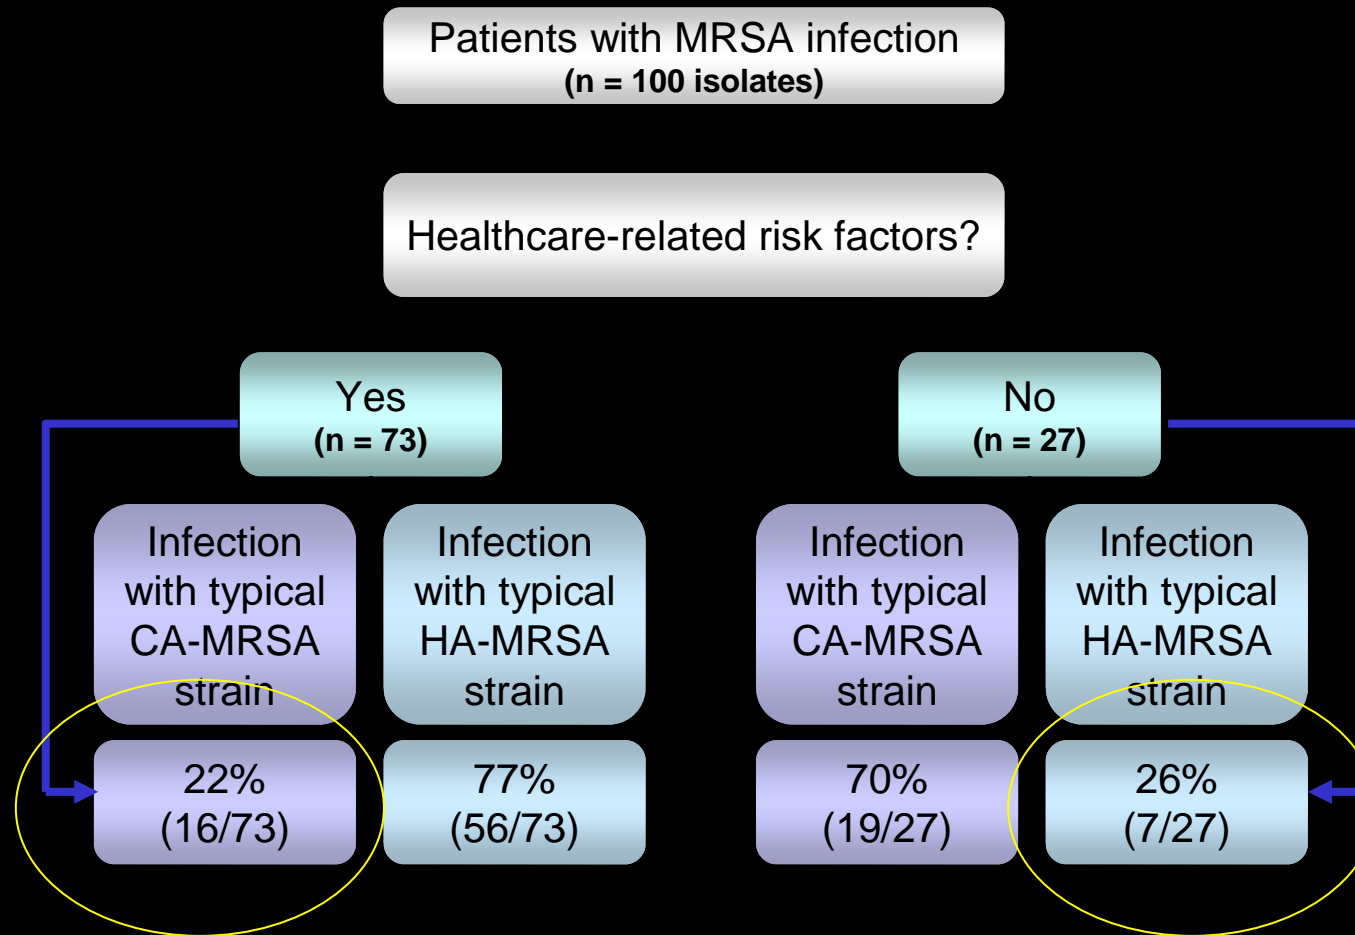 Patients with MRSA infection
(n = 100 isolates)
Healthcare-related risk factors?
Yes
(n = 73)
No
(n = 27)
Infection
with typical
CA-MRSA
strain
Infection
with typical
HA-MRSA
strain
Infection
with typical
CA-MRSA
strain
Infection
with typical
HA-MRSA
strain
22%
(16/73)
77%
(56/73)
70%
(19/27)
26%
(7/27)